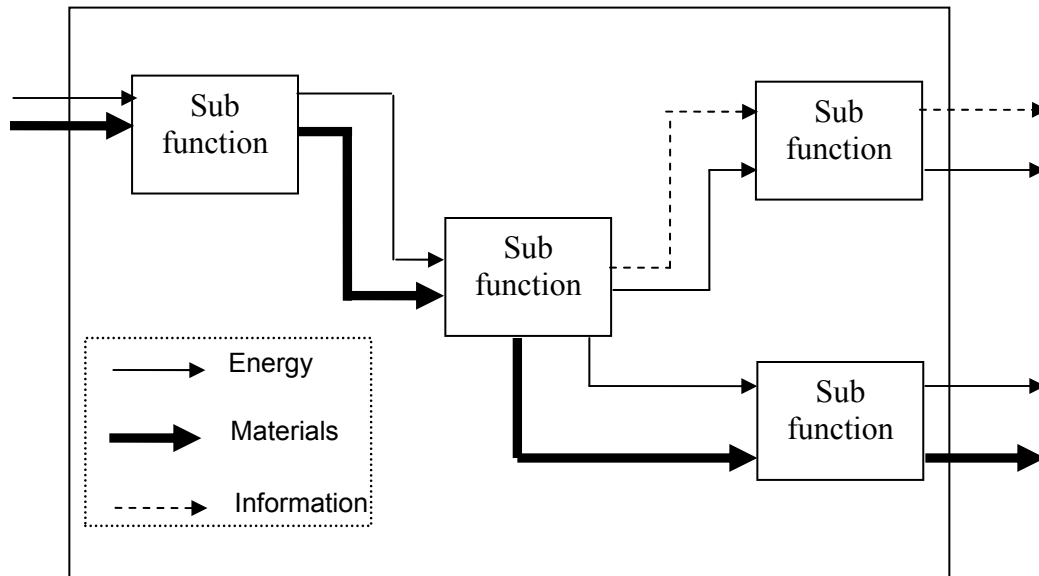 Sub
function
Sub
function
Sub
function
Sub
function
Energy
Materials
Information